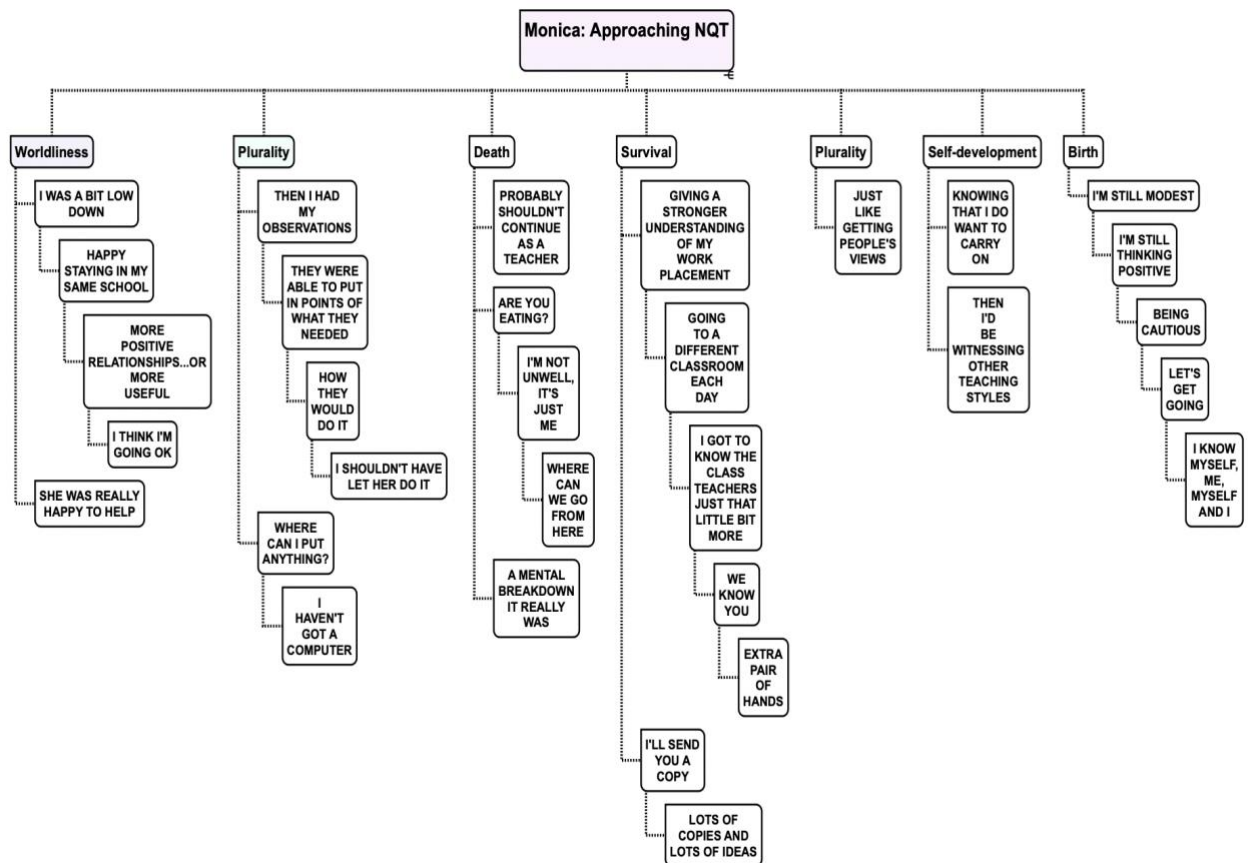 Monica: Approaching NQT
Worldliness
I WAS A BIT LOW
DOWN
HAPPY
STAYING IN MY
SAME SCHOOL
MORE
POSITIVE
RELATIONSHIPS...OR
MORE
USEFUL
I THINK I'M
GOING OK
SHE WAS REALLY
HAPPY TO HELP
Plurality
THEN I HAD
MY
OBSERVATIONS
THEY WERE
ABLE TO PUT
IN POINTS OF
WHAT THEY
NEEDED
HOW
THEY
WOULD
DO IT
I SHOULDN'T HAVE
LET HER DO IT
WHERE
CAN I PUT
ANYTHING?
I
HAVEN'T
GOT A
COMPUTER
Death
PROBABLY
SHOULDN'T
CONTINUE
AS A
TEACHER
ARE YOU
EATING?
I'M NOT
UNWELL,
IT'S
JUST
ME
WHERE
CAN
WE GO
FROM
HERE
A MENTAL
BREAKDOWN
IT REALLY
WAS
Survival
GIVING A
STRONGER
UNDERSTANDING
OF MY
WORK
PLACEMENT
GOING
TO A
DIFFERENT
CLASSROOM
EACH
DAY
I GOT TO
KNOW THE
CLASS
TEACHERS
JUST THAT
LITTLE BIT
MORE
WE
KNOW
YOU
EXTRA
PAIR
OF
HANDS
I'LL SEND
YOU A
COPY
LOTS OF
COPIES AND
LOTS OF IDEAS
Plurality
JUST
LIKE
GETTING
PEOPLE'S
VIEWS
Self-development
KNOWING
THAT I DO
WANT TO
CARRY
ON
THEN
I'D
BE
WITNESSING
OTHER
TEACHING
STYLES
Birth
I'M STILL MODEST
I'M STILL
THINKING
POSITIVE
BEING
CAUTIOUS
LET'S
GET
GOING
I KNOW
MYSELF,
ME,
MYSELF
AND I